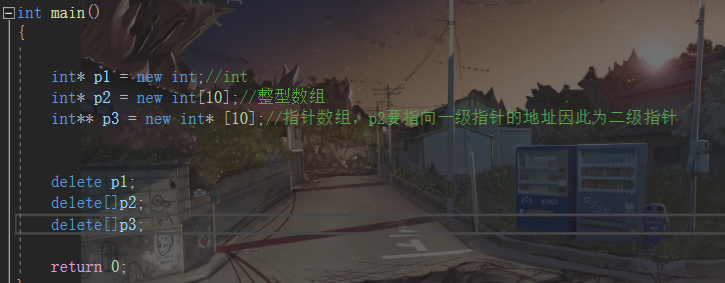 int main()
{
int* p1 = new int;//int
int* p2 = new int[10];//整型数组
int** p3 = new int* [10];//指针数组，p3要指向一级指针的地址因此为二级指针
delete p1;
delete[]p2;
delete[]p3;
return 0;